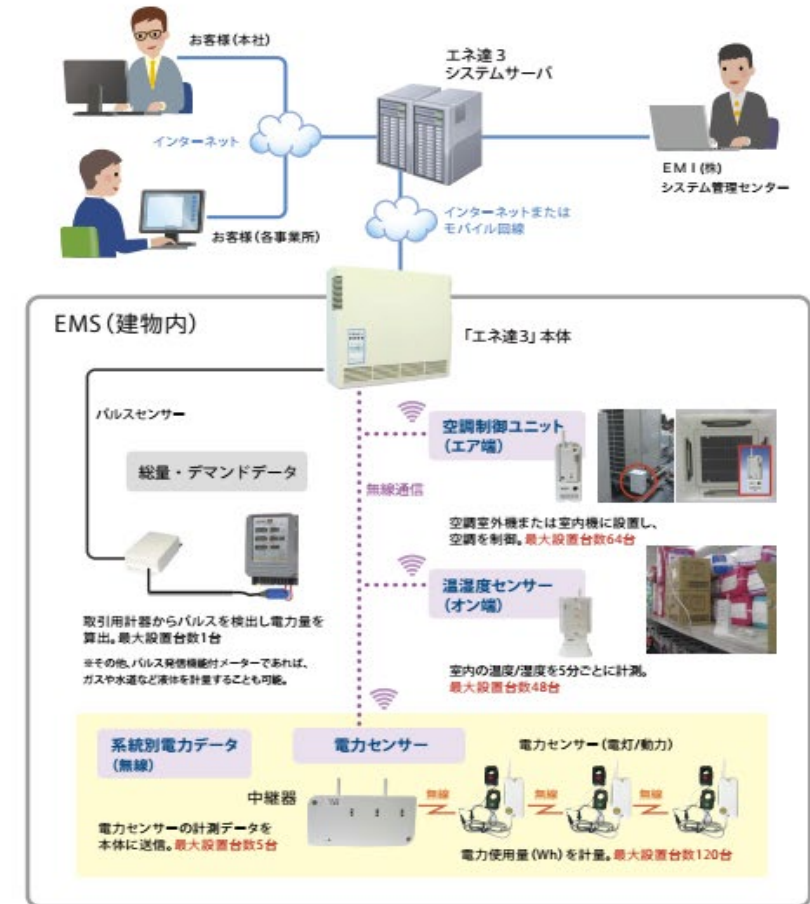 お客様(本社)
エネ達3
システムサーバ
インターネット
EMI(株)
システム管理センター
お客様(各事業所)
インターネットまたは
モバイル回線
EMS(建物内)
「エネ達3」本体
パルスセンサー
空調制御ユニット
(エア端)
総量・デマンドデータ
無線通信
空調室外機または室内機に設置し、
空調を制御。最大設置台数64台
温湿度センサー
(オン端)
取引用計器からパルスを検出し電力量を
算出。最大設置台数1台
※その他、パルス発信機能付メーターであれば、
ガスや水道など液体を計量することも可能。
室内の温度/湿度を5分ごとに計測。
最大設置台数48台
系統別電力データ
(無線)
電力センサー
電力センサー(電灯/動力)
中継器
無線
無線
無線
電力センサーの計測データを
本体に送信。最大設置台数5台
電力使用量(Wh)を計量。最大設置台数120台